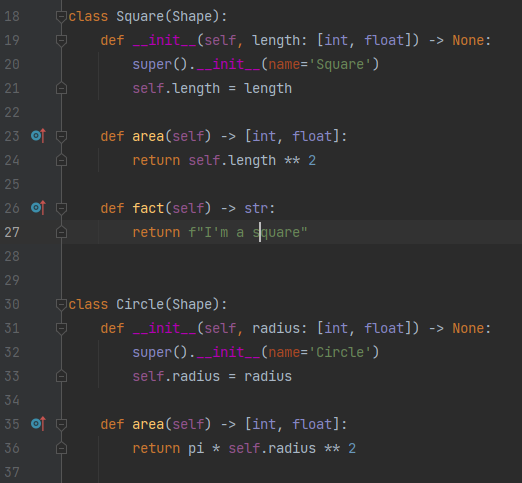 18 class Square(Shape):
19     def __init__(self, length: [int, float]) -> None:
20         super().__init__(name='Square')
21         self.length = length
22
23     def area(self) -> [int, float]:
24         return self.length ** 2
25
26     def fact(self) -> str:
27         return f"I'm a square"
28
29
30 class Circle(Shape):
31     def __init__(self, radius: [int, float]) -> None:
32         super().__init__(name='Circle')
33         self.radius = radius
34
35     def area(self) -> [int, float]:
36         return pi * self.radius ** 2
37